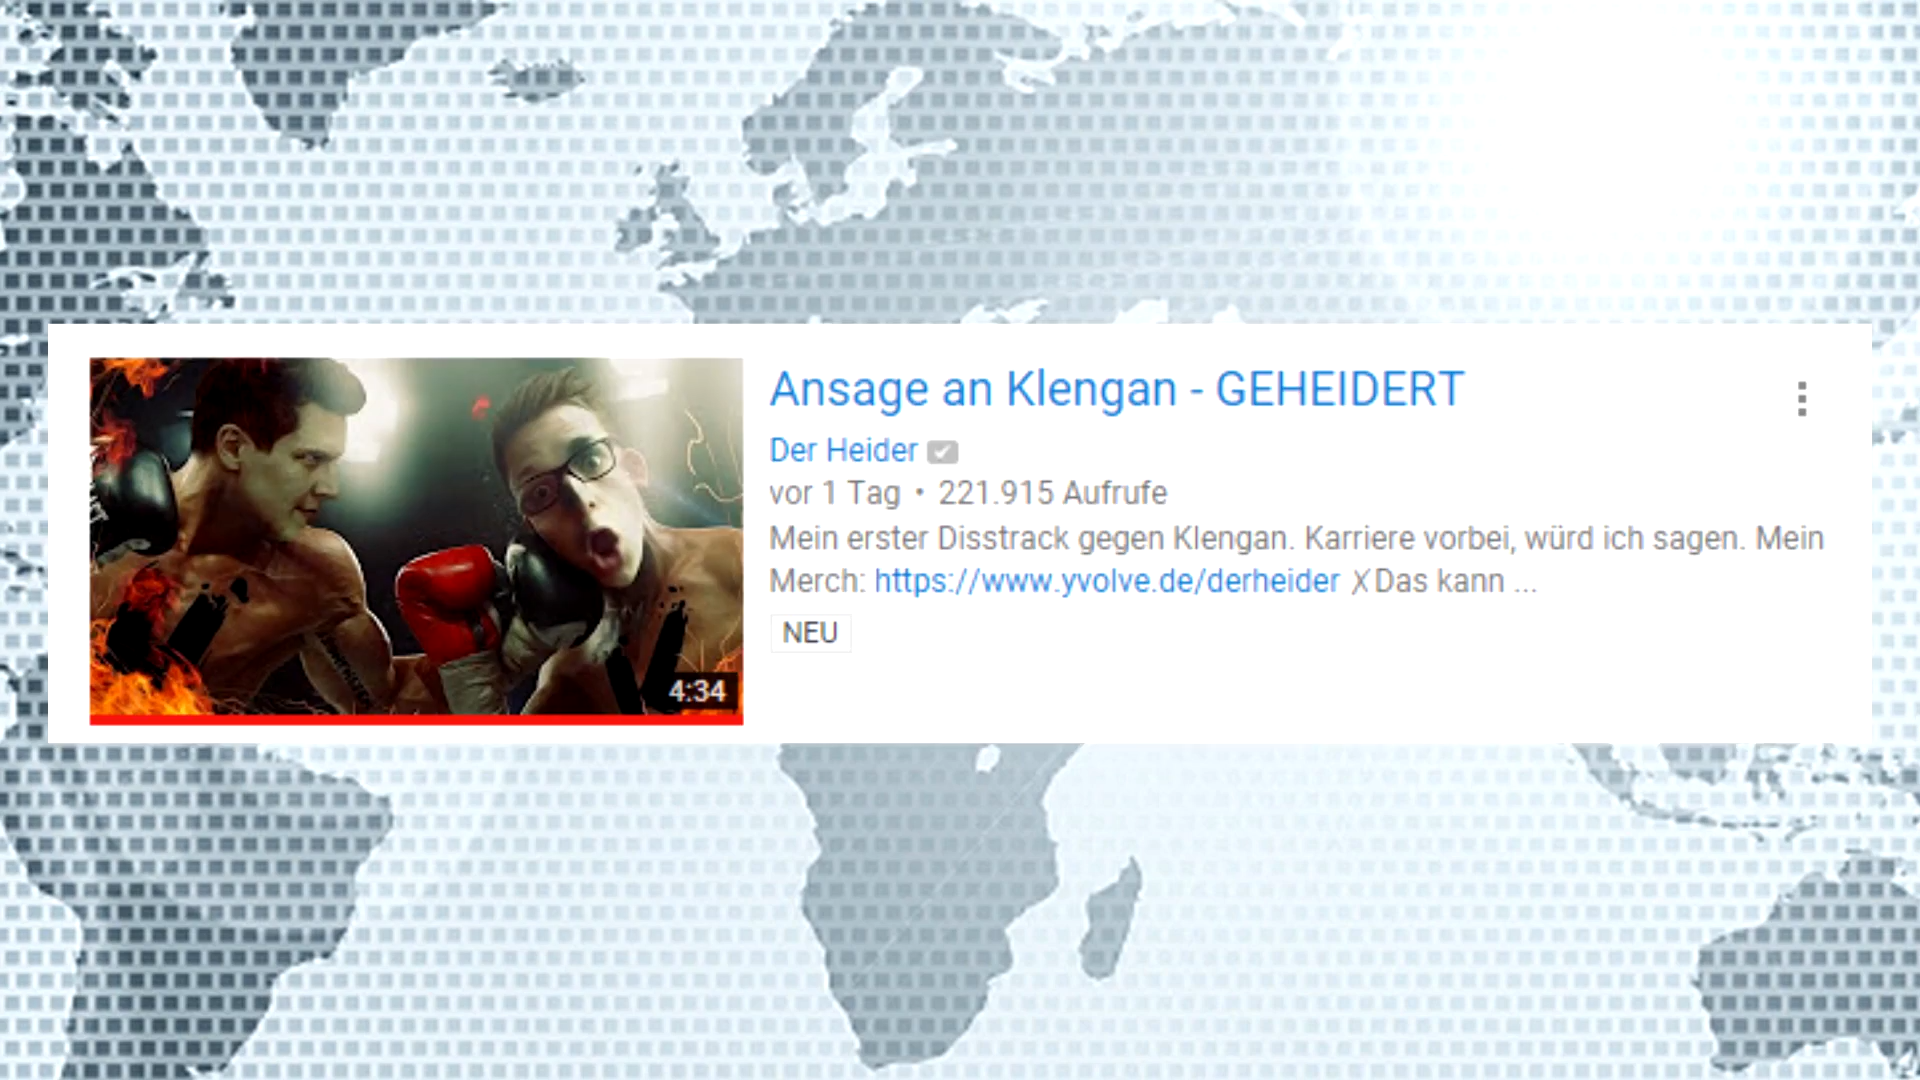 Ansage an Klengan - GEHEIDERT
Der Heider
vor 1 Tag • 221.915 Aufrufe
Mein erster Disstrack gegen Klengan. Karriere vorbei, würd ich sagen. Mein
Merch: https://www.yvolve.de/derheider ✗Das kann ...
NEU
4:34